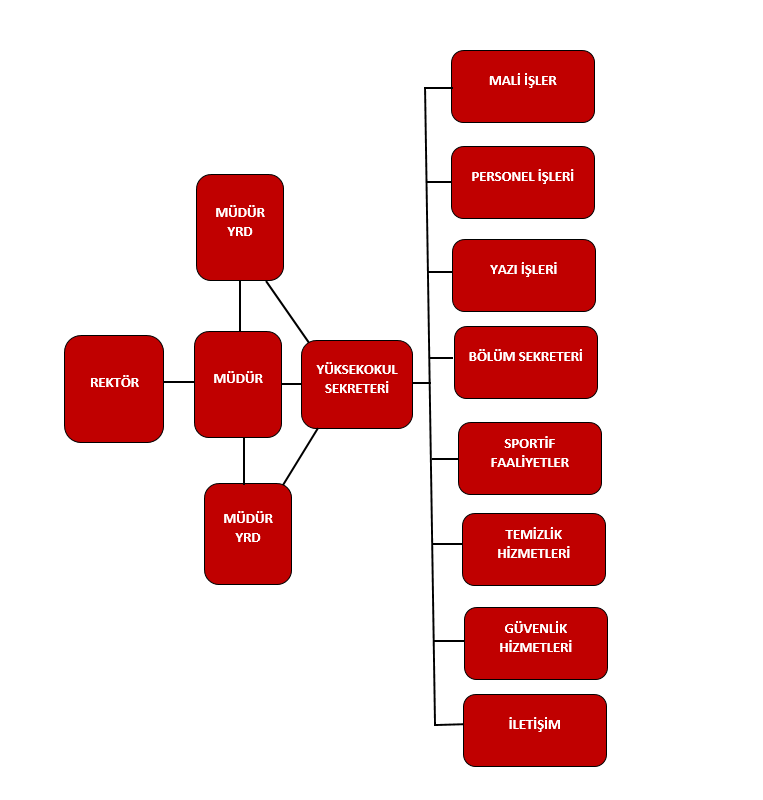 REKTÖR
MÜDÜR
YRD
MÜDÜR
MÜDÜR
YRD
YÜKSEKOKUL
SEKRETERİ
MALİ İŞLER
PERSONEL İŞLERİ
YAZI İŞLERİ
BÖLÜM SEKRETERİ
SPORTİF
FAALİYETLER
TEMİZLİK
HİZMETLERİ
GÜVENLİK
HİZMETLERİ
İLETİŞİM